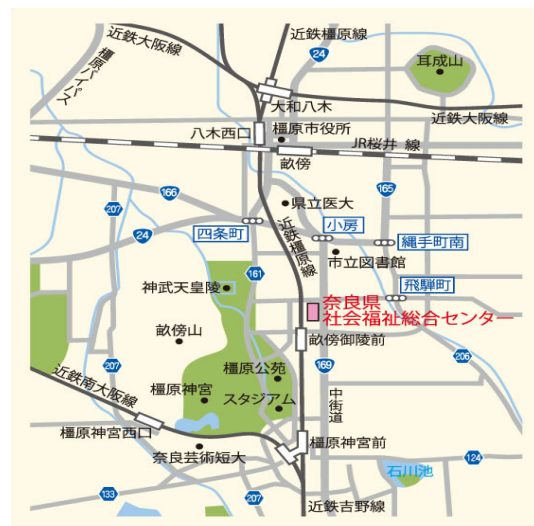 近鉄大阪線
近鉄橿原線
24
橿原バイパス
耳成山
大和八木
近鉄大阪線
八木西口
橿原市役所
JR桜井 線
畝傍
166
165
207
県立医大
24
四条町
近鉄橿原線
小房
縄手町南
市立図書館
161
神武天皇陵
飛騨町
奈良県
社会福祉総合センター
畝傍山
畝傍御陵前
206
207
169
橿原公苑
中街道
近鉄南大阪線
橿原神宮
スタジアム
橿原神宮西口
橿原神宮前
奈良芸術短大
124
石川池
133
207
近鉄吉野線